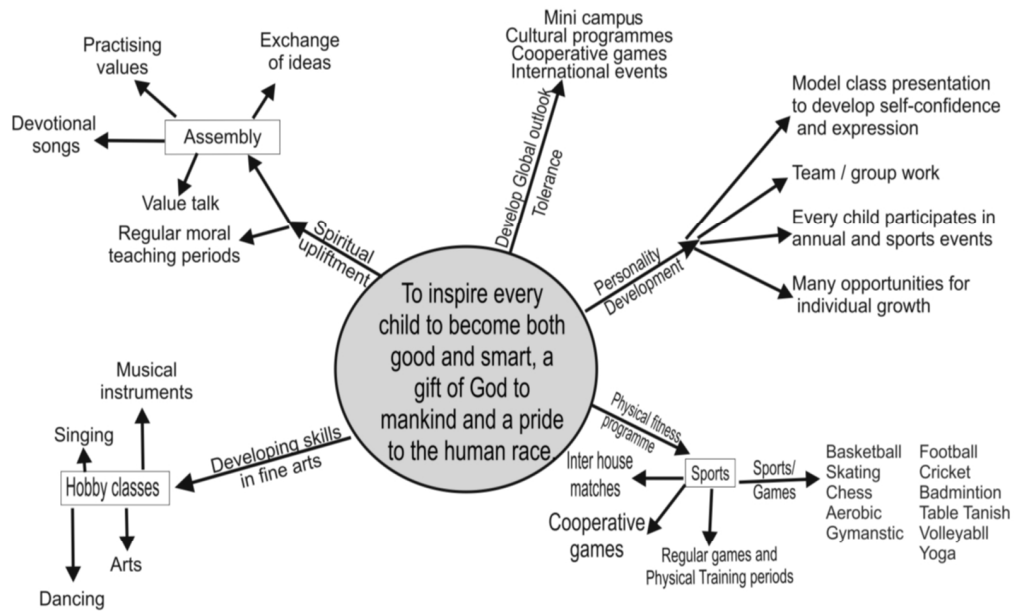 Mini campus
Cultural programmes
Cooperative games
International events
Practising
values
Exchange
of ideas
Devotional
songs
Assembly
Value talk
Regular moral
teaching periods
Spiritual
upliftment
Develop Global outlook
Tolerance
Model class presentation
to develop self-confidence
and expression
Team / group work
Every child participates in
annual and sports events
Many opportunities for
individual growth
Personality
Development
To inspire every
child to become both
good and smart, a
gift of God to
mankind and a pride
to the human race.
Musical
instruments
Singing
Hobby classes
Developing skills
in fine arts
Arts
Dancing
Physical fitness
programme
Inter house
matches
Sports
Sports/
Games
Cooperative
games
Regular games and
Physical Training periods
Basketball
Skating
Chess
Aerobic
Gymanstic
Football
Cricket
Badmintion
Table Tanish
Volleyabll
Yoga